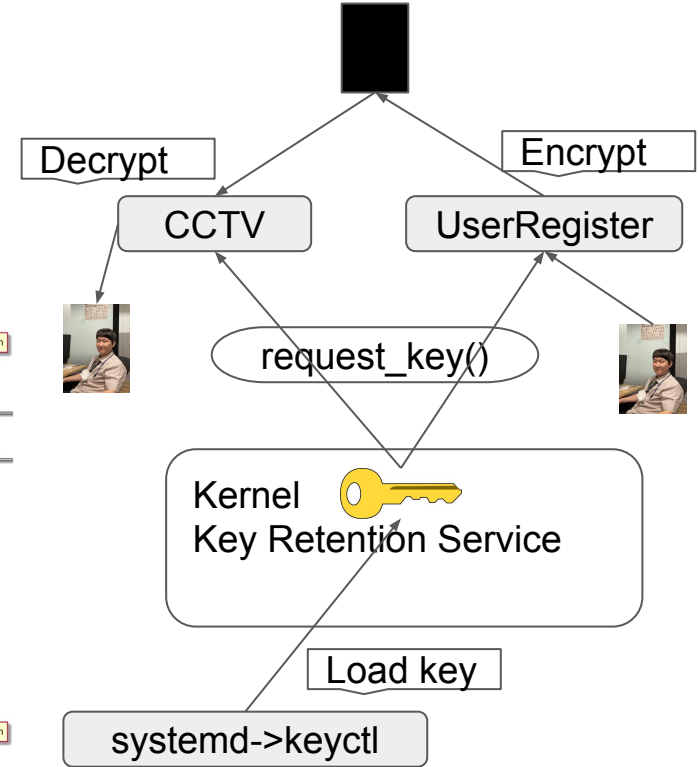 Decrypt
Encrypt
CCTV
UserRegister
request_key()
Kernel
Key Retention Service
Load key
systemd->keyctl